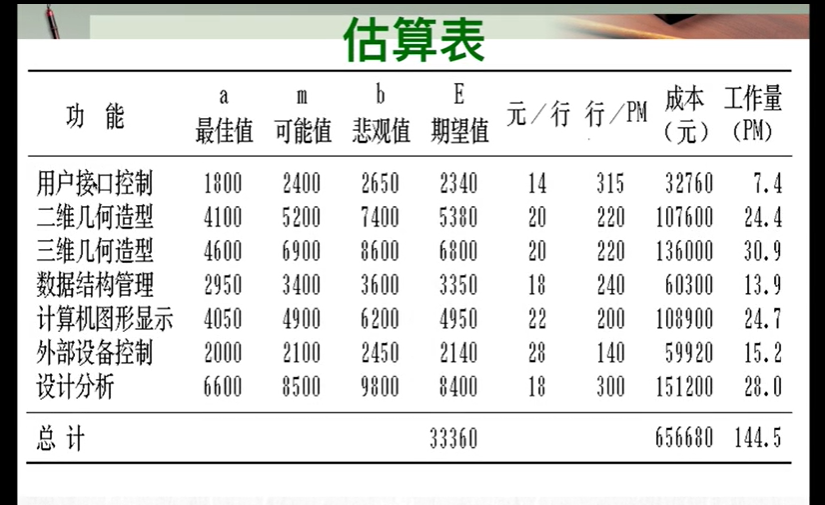 估算表
功 能 a 最佳值 m 可能值 b 悲观值 E 期望值 元/行 行/PM 成本(元) 工作量(PM)
用户接口控制 1800 2400 2650 2340 14 315 32760 7.4
二维几何造型 4100 5200 7400 5380 20 220 107600 24.4
三维几何造型 4600 6900 8600 6800 20 220 136000 30.9
数据结构管理 2950 3400 3600 3350 18 240 60300 13.9
计算机图形显示 4050 4900 6200 4950 22 200 108900 24.7
外部设备控制 2000 2100 2450 2140 28 140 59920 15.2
设计分析 6600 8500 9800 8400 18 300 151200 28.0
总 计 33360 656680 144.5